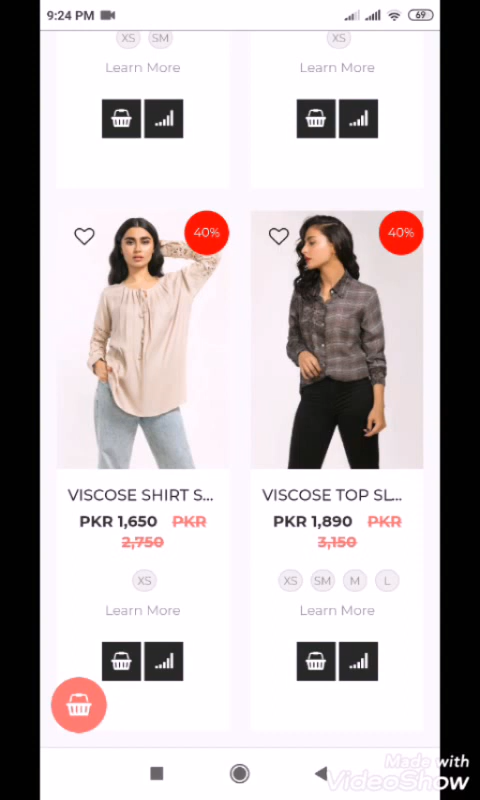 9:24 PM
69
XS SM
XS
Learn More
Learn More
40%
40%
VISCOSE SHIRT S...
PKR 1,650 PKR
2,750
XS
Learn More
VISCOSE TOP SL...
PKR 1,890 PKR
3,150
XS SM M L
Learn More
Made with
VideoShow